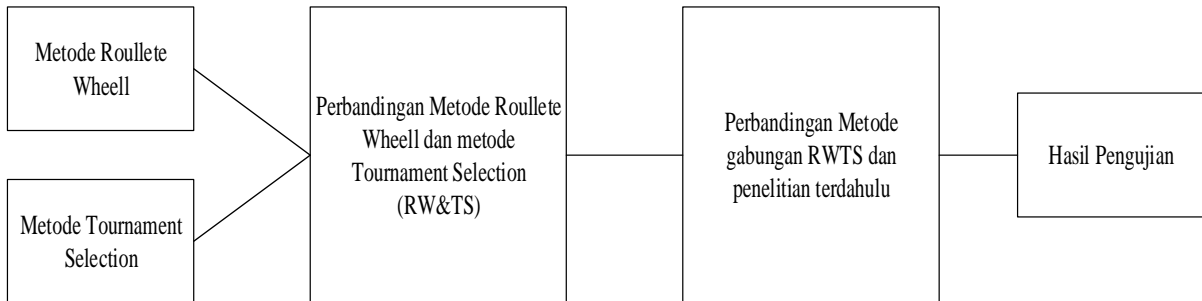 Metode Roullete
Wheell
Metode Tournament
Selection
Perbandingan Metode Roullete
Wheell dan metode
Tournament Selection
(RW&TS)
Perbandingan Metode
gabungan RWTS dan
penelitian terdahulu
Hasil Pengujian